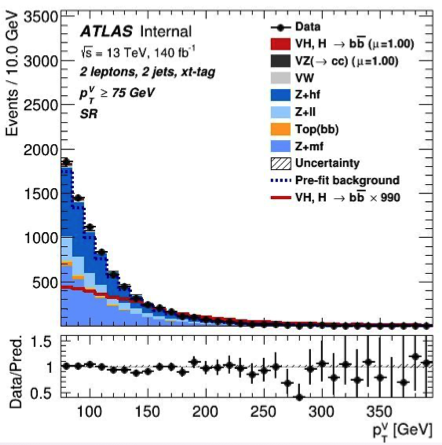 Events / 10.0 GeV
3500
3000
2500
2000
1500
1000
500
ATLAS Internal
√s = 13 TeV, 140 fb⁻¹
2 leptons, 2 jets, xt-tag
p_T^V ≥ 75 GeV
SR
Data
VH, H → bb̅ (μ=1.00)
VZ(→ cc) (μ=1.00)
VW
Z+hf
Z+ll
Top(bb)
Z+mf
Uncertainty
Pre-fit background
VH, H → bb̅ × 990
Data/Pred.
1.5
1
0.5
100 150 200 250 300 350
p_T^V [GeV]